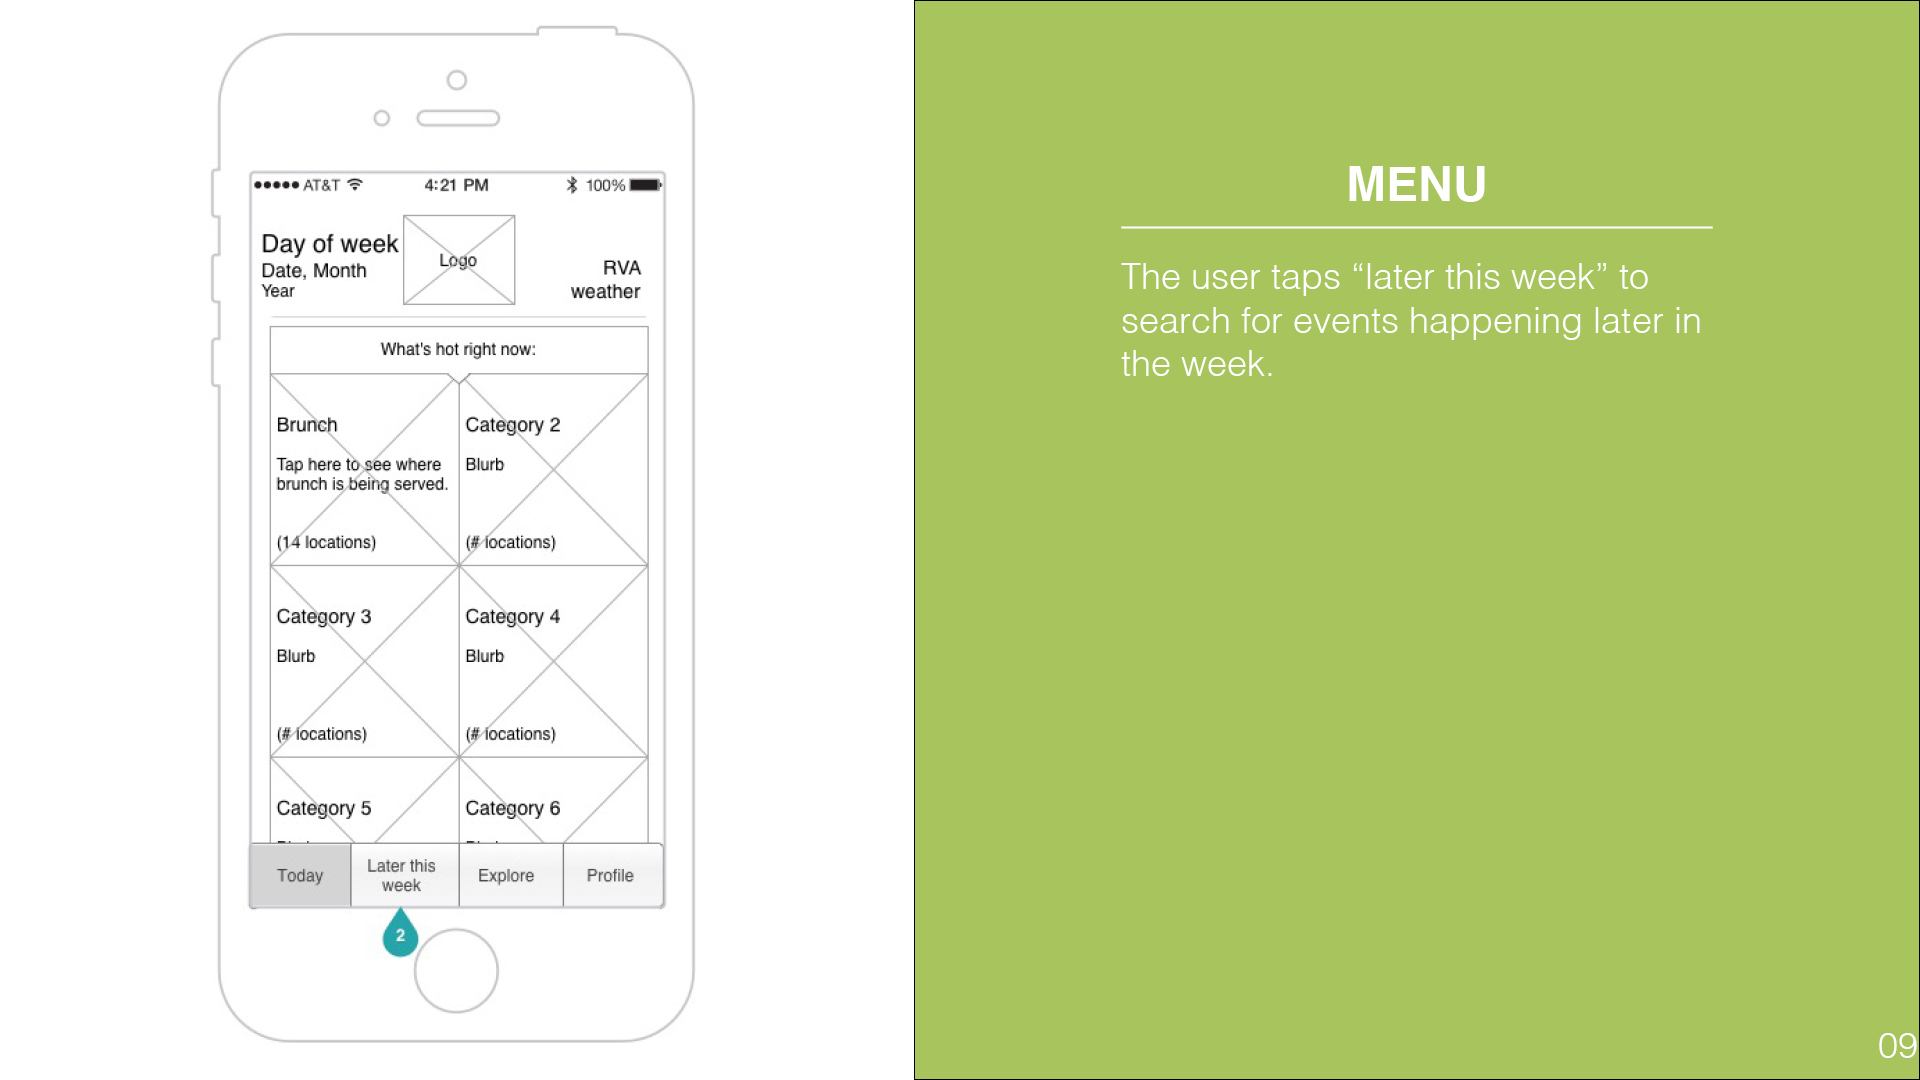 AT&T 4:21 PM 100%
Day of week
Date, Month
Year
Logo
RVA
weather
What's hot right now:
Brunch
Tap here to see where
brunch is being served.
(14 locations)
Category 2
Blurb
(# locations)
Category 3
Blurb
(# locations)
Category 4
Blurb
(# locations)
Category 5
Category 6
Today
Later this
week
Explore
Profile
2
MENU
The user taps “later this week” to
search for events happening later in
the week.
09